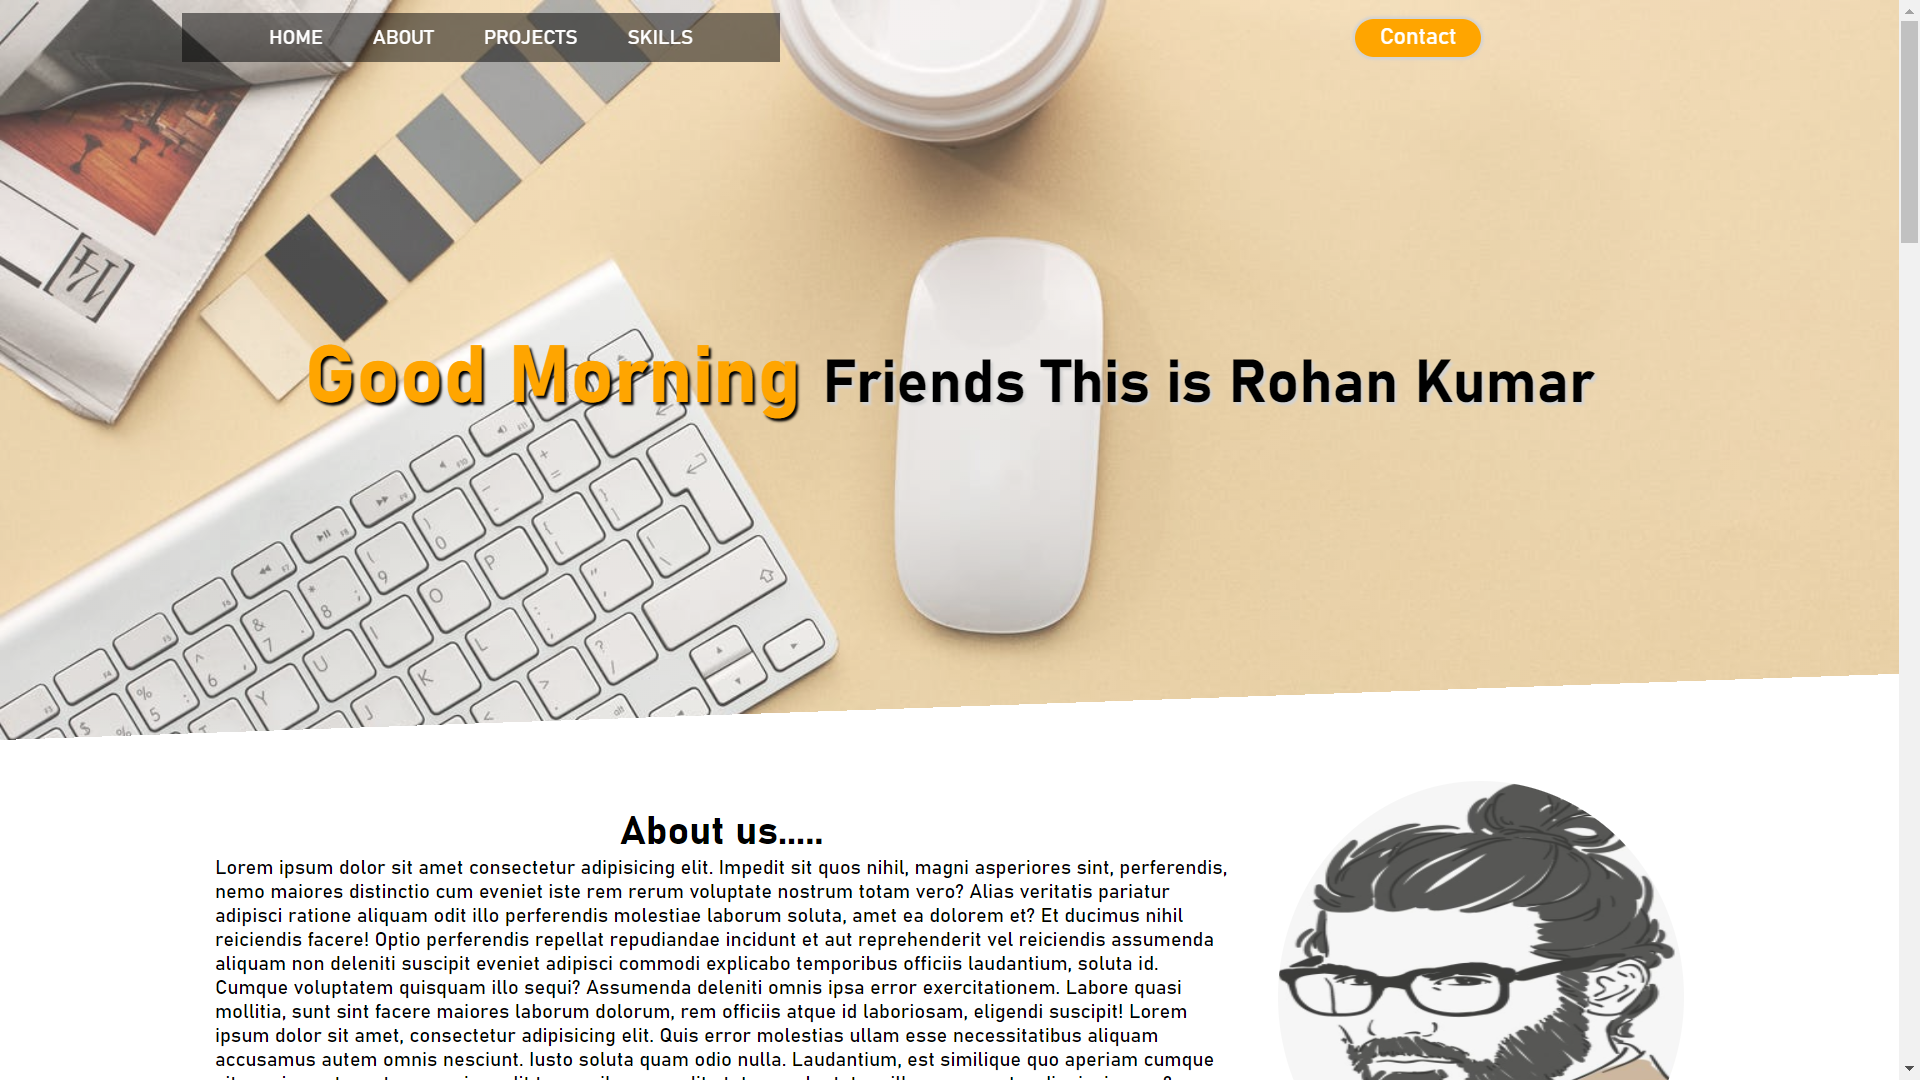 HOME ABOUT PROJECTS SKILLS Contact
Good Morning Friends This is Rohan Kumar
About us.....
Lorem ipsum dolor sit amet consectetur adipisicing elit. Impedit sit quos nihil, magni asperiores sint, perferendis,
nemo maiores distinctio cum eveniet iste rem rerum voluptate nostrum totam vero? Alias veritatis pariatur
adipisci ratione aliquam odit illo perferendis molestiae laborum soluta, amet ea dolorem et? Et ducimus nihil
reiciendis facere! Optio perferendis repellat repudiandae incidunt et aut reprehenderit vel reiciendis assumenda
aliquam non deleniti suscipit eveniet adipisci commodi explicabo temporibus officiis laudantium, soluta id.
Cumque voluptatem quisquam illo sequi? Assumenda deleniti omnis ipsa error exercitationem. Labore quasi
mollitia, sunt sint facere maiores laborum dolorum, rem officiis atque id laboriosam, eligendi suscipit! Lorem
ipsum dolor sit amet, consectetur adipisicing elit. Quis error molestias ullam esse necessitatibus aliquam
accusamus autem omnis nesciunt. Iusto soluta quam odio nulla. Laudantium, est similique quo aperiam cumque